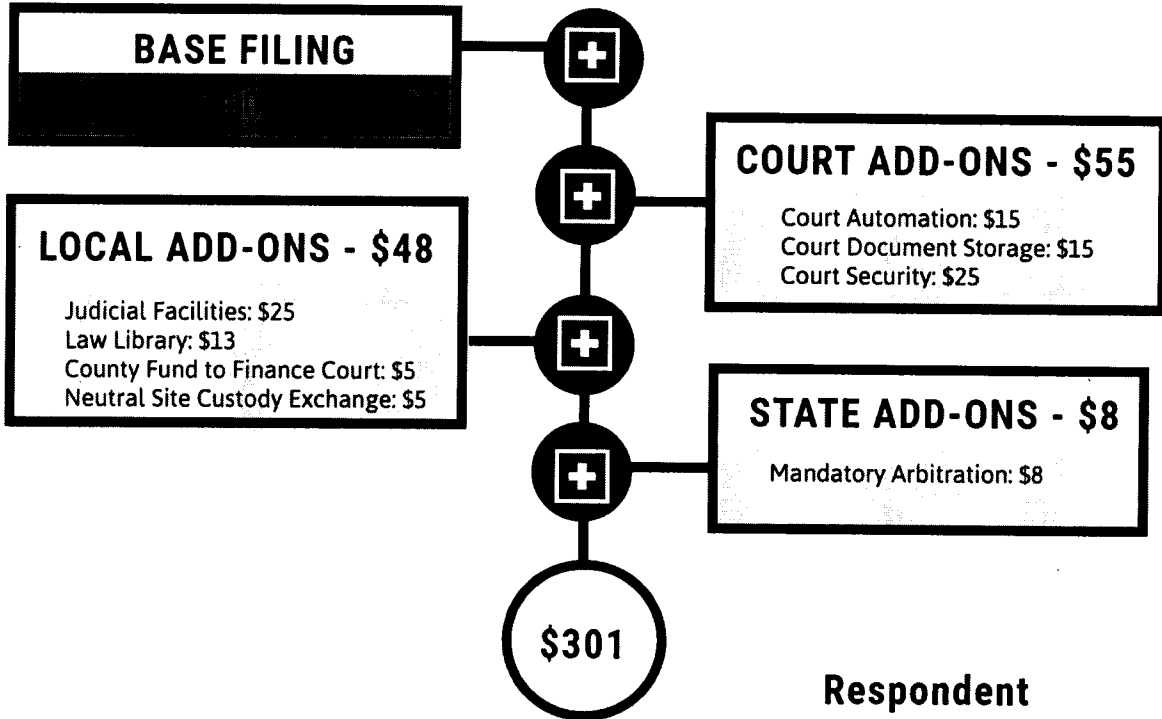 BASE FILING
COURT ADD-ONS - $55
Court Automation: $15
Court Document Storage: $15
Court Security: $25
LOCAL ADD-ONS - $48
Judicial Facilities: $25
Law Library: $13
County Fund to Finance Court: $5
Neutral Site Custody Exchange: $5
STATE ADD-ONS - $8
Mandatory Arbitration: $8
$301
Respondent